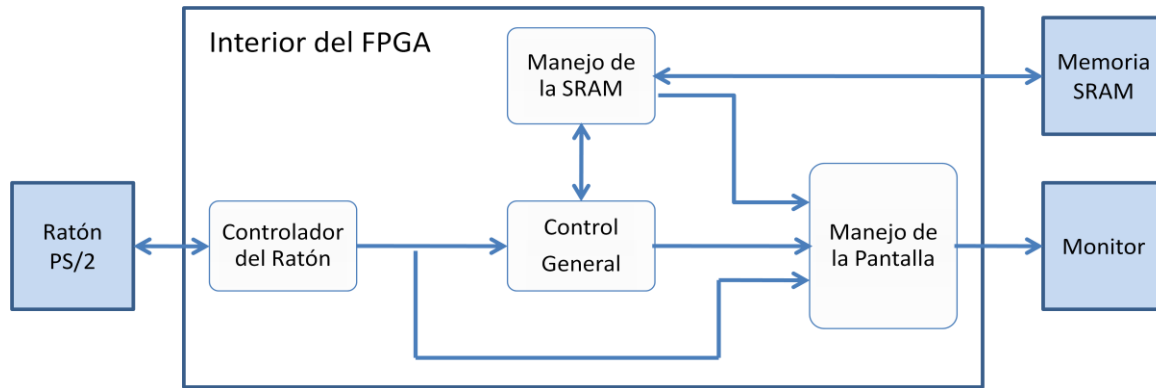 Interior del FPGA
Manejo de
la SRAM
Memoria
SRAM
Ratón
PS/2
Controlador
del Ratón
Control
General
Manejo de
la Pantalla
Monitor